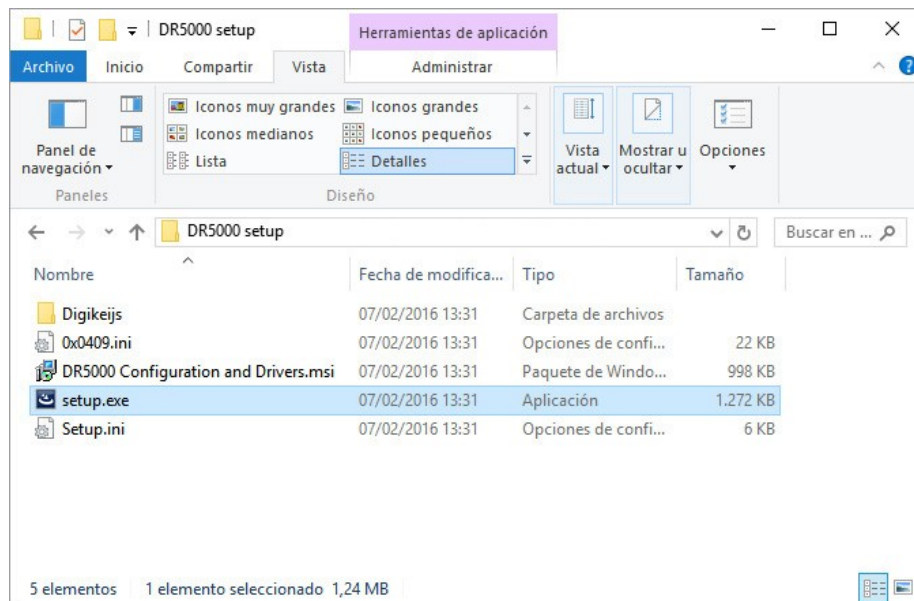 DR5000 setup
Herramientas de aplicación
Archivo Inicio Compartir Vista Administrar
Panel de navegación
Paneles
Iconos muy grandes Iconos grandes
Iconos medianos Iconos pequeños
Lista Detalles
Diseño
Vista actual
Mostrar u ocultar
Opciones
DR5000 setup
Buscar en ...
Nombre Fecha de modifica... Tipo Tamaño
Digikeijs 07/02/2016 13:31 Carpeta de archivos
0x0409.ini 07/02/2016 13:31 Opciones de confi... 22 KB
DR5000 Configuration and Drivers.msi 07/02/2016 13:31 Paquete de Windo... 998 KB
setup.exe 07/02/2016 13:31 Aplicación 1.272 KB
Setup.ini 07/02/2016 13:31 Opciones de confi... 6 KB
5 elementos 1 elemento seleccionado 1,24 MB